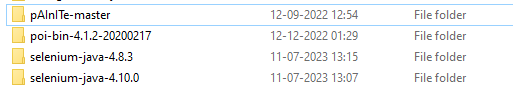 pAInITe-master 12-09-2022 12:54 File folder
poi-bin-4.1.2-20200217 12-12-2022 01:29 File folder
selenium-java-4.8.3 11-07-2023 13:15 File folder
selenium-java-4.10.0 11-07-2023 13:07 File folder